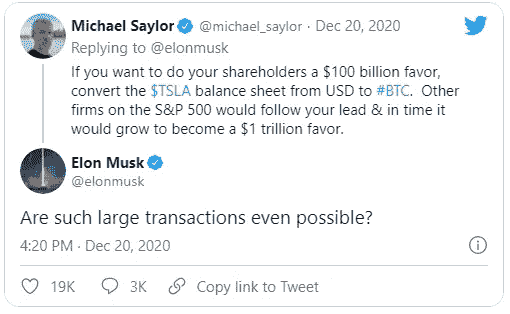 Michael Saylor @michael_saylor · Dec 20, 2020
Replying to @elonmusk
If you want to do your shareholders a $100 billion favor,
convert the $TSLA balance sheet from USD to #BTC. Other
firms on the S&P 500 would follow your lead & in time it
would grow to become a $1 trillion favor.
Elon Musk
@elonmusk
Are such large transactions even possible?
4:20 PM · Dec 20, 2020
19K 3K Copy link to Tweet